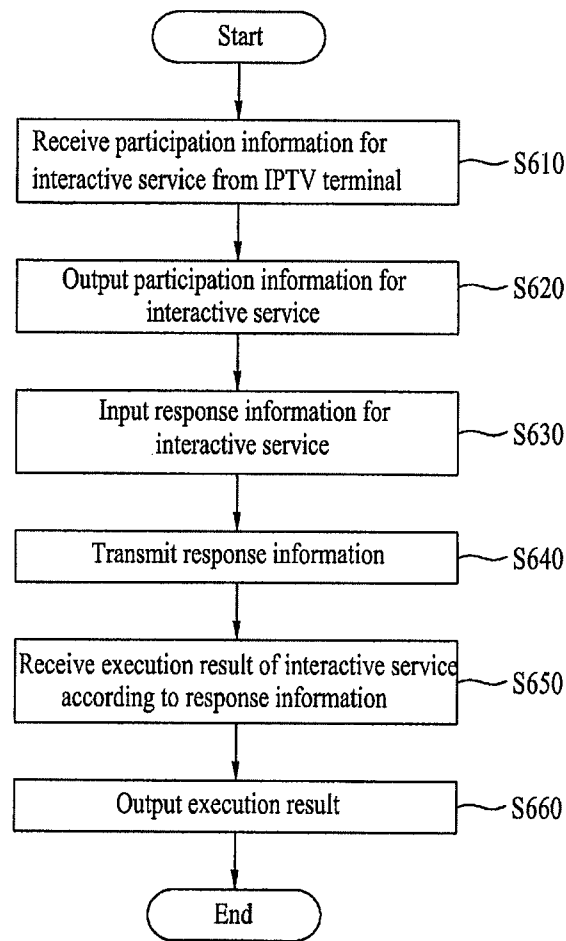 Start
Receive participation information for
interactive service from IPTV terminal
S610
Output participation information for
interactive service
S620
Input response information for
interactive service
S630
Transmit response information
S640
Receive execution result of interactive service
according to response information
S650
Output execution result
S660
End